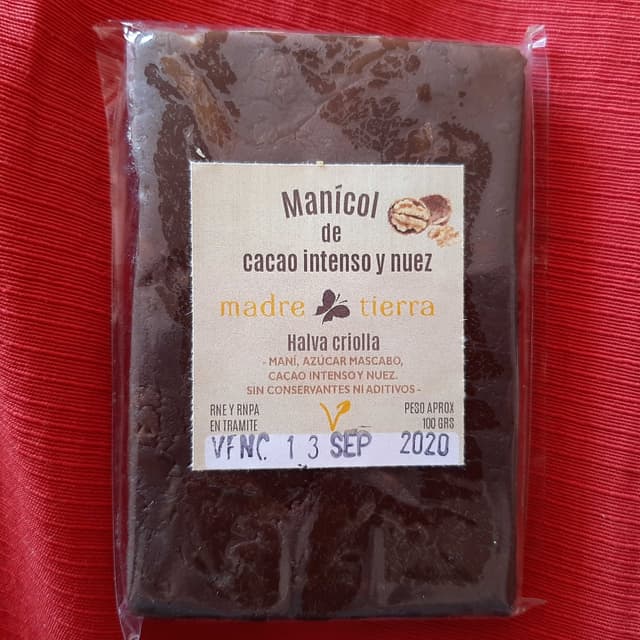 Manícol
de
cacao intenso y nuez
madre tierra
Halva criolla
- MANÍ, AZÚCAR MASCABO,
CACAO INTENSO Y NUEZ.
SIN CONSERVANTES NI ADITIVOS -
RNE Y RNPA
EN TRAMITE
PESO APROX
100 GRS
VENC. 13 SEP 2020